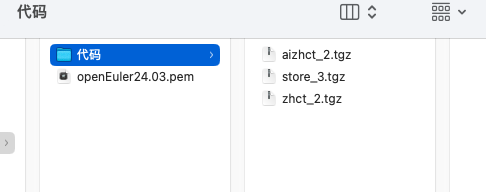 代码
代码
openEuler24.03.pem
aizhct_2.tgz
store_3.tgz
zhct_2.tgz